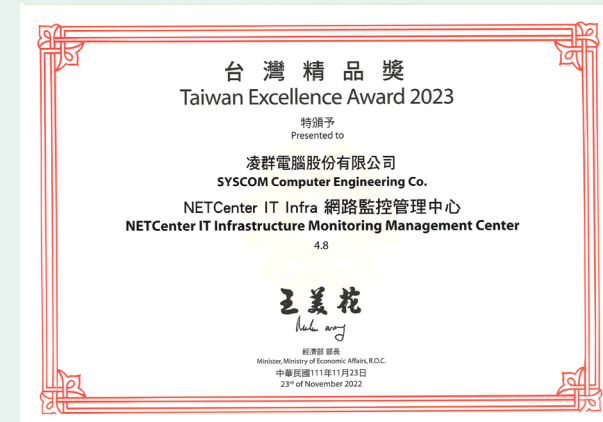 台灣精品獎
Taiwan Excellence Award 2023
特頒予
Presented to
凌群電腦股份有限公司
SYSCOM Computer Engineering Co.
NETCenter IT Infra 網路監控管理中心
NETCenter IT Infrastructure Monitoring Management Center
4.8
王美花
經濟部 部長
Minister, Ministry of Economic Affairs, R.O.C.
中華民國111年11月23日
23rd of November 2022